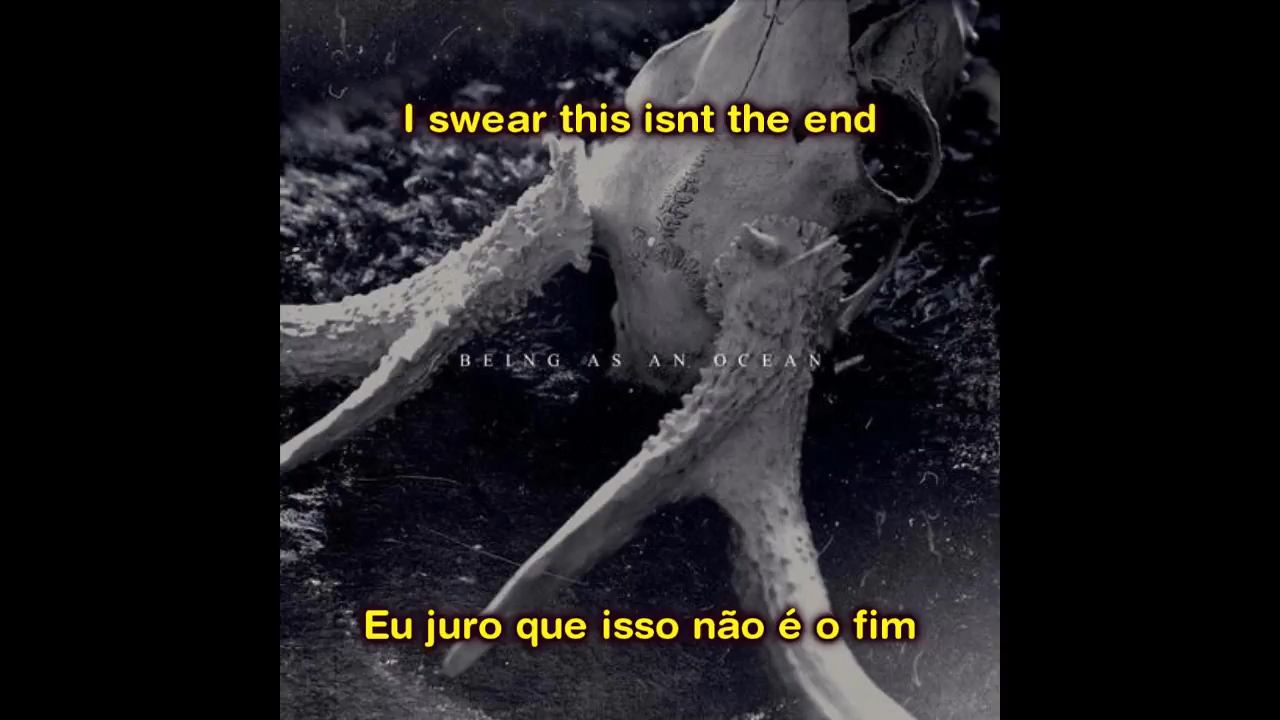 I swear this isnt the end
BEING AS AN OCEAN
Eu juro que isso não é o fim